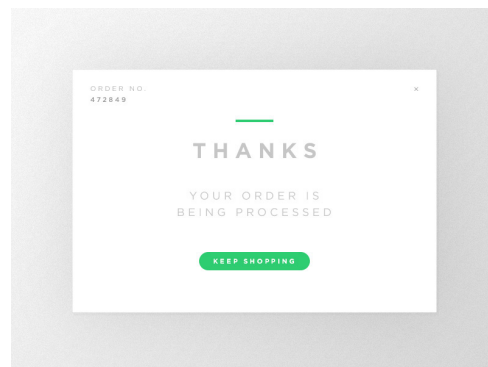 ORDER NO.
472849
×
THANKS
YOUR ORDER IS
BEING PROCESSED
KEEP SHOPPING